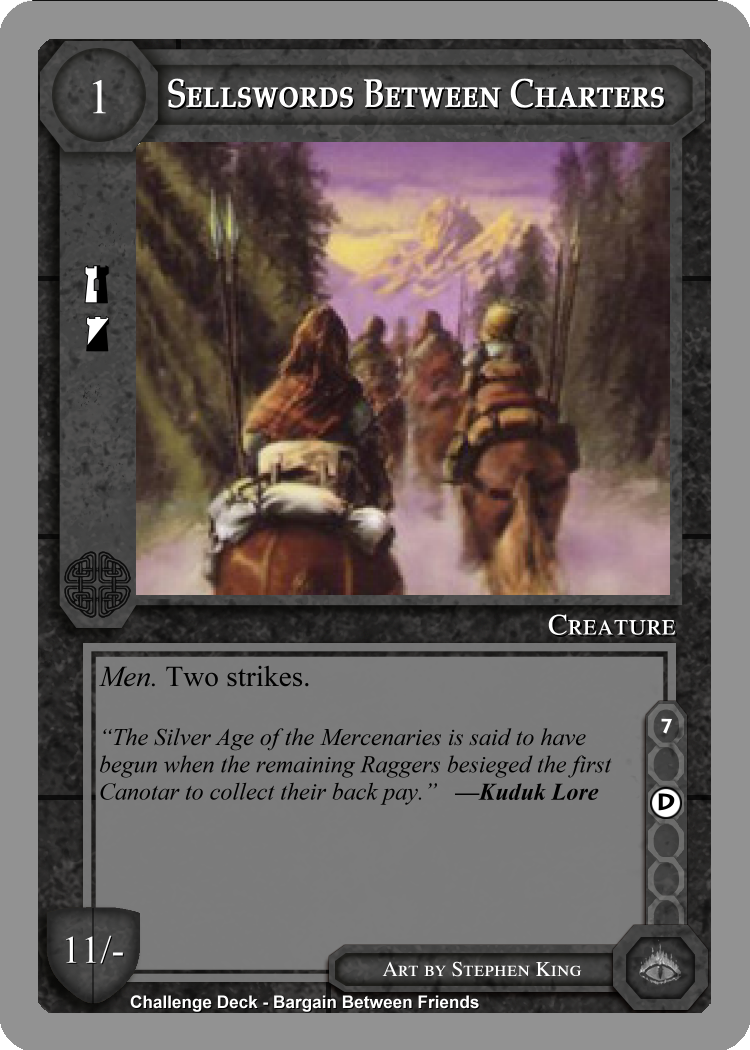 1
SELLSWORDS BETWEEN CHARTERS
CREATURE
Men. Two strikes.
“The Silver Age of the Mercenaries is said to have
begun when the remaining Raggers besieged the first
Canotar to collect their back pay.” —Kuduk Lore
7
D
11/-
ART BY STEPHEN KING
Challenge Deck - Bargain Between Friends